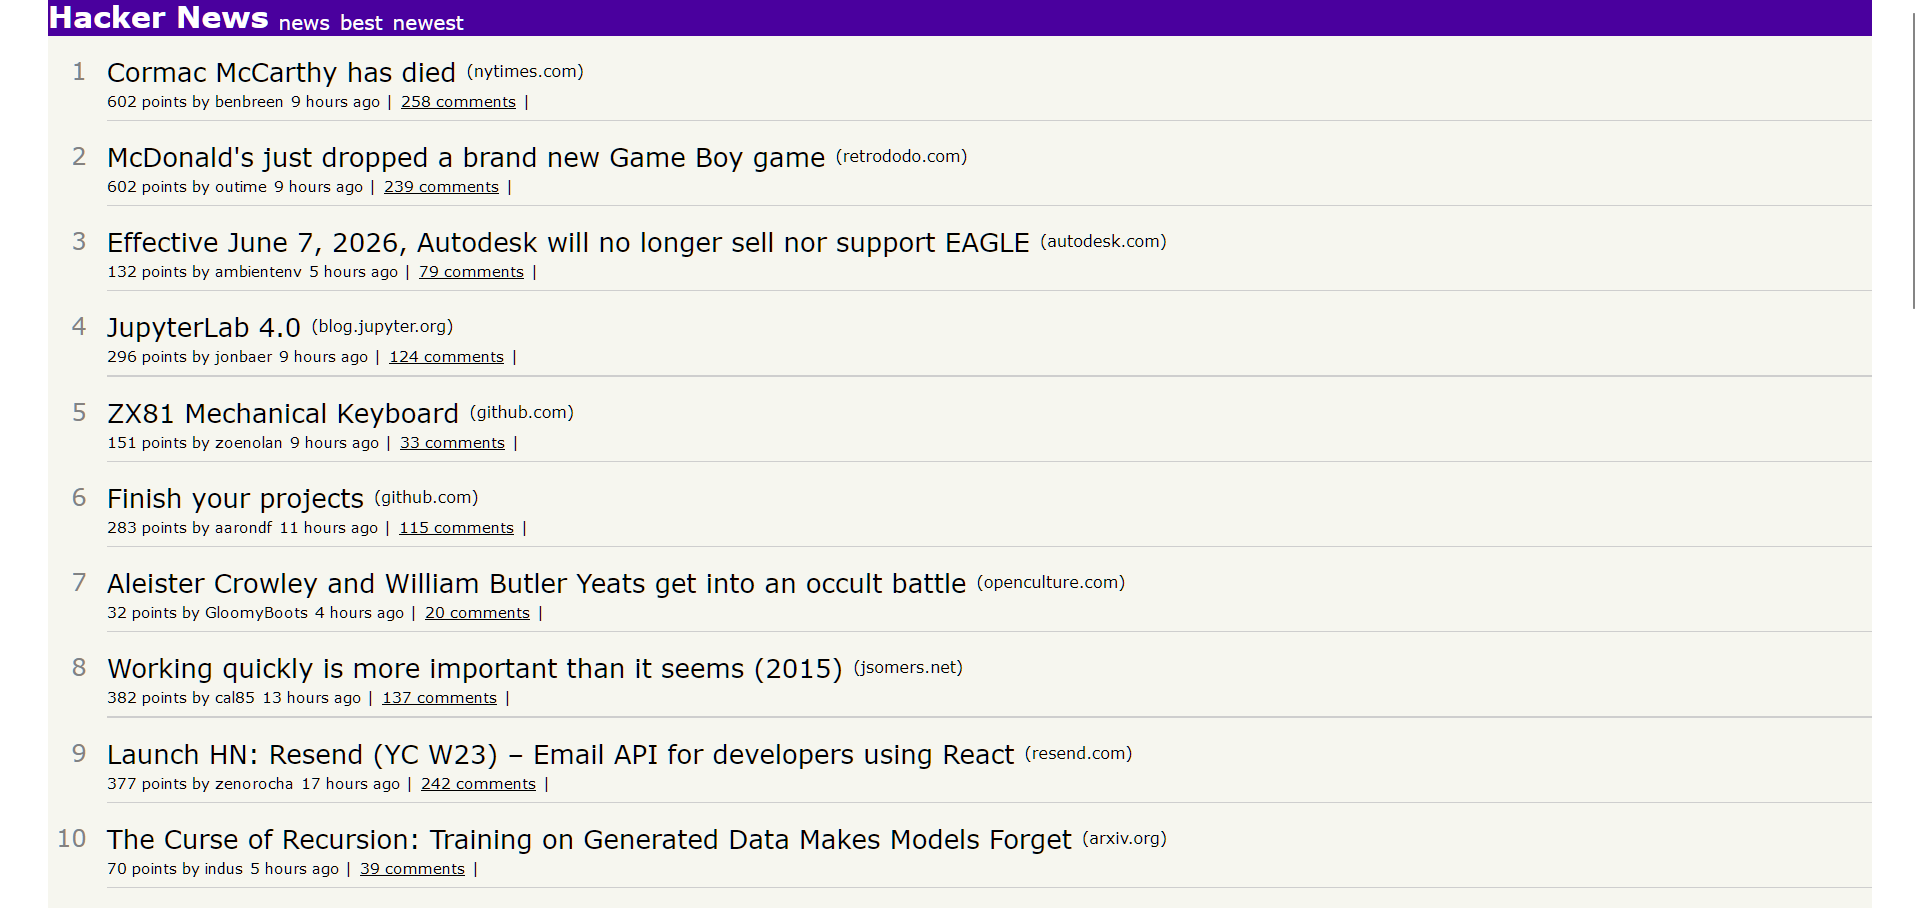 Hacker News news best newest
1 Cormac McCarthy has died (nytimes.com)
602 points by benbreen 9 hours ago | 258 comments |
2 McDonald's just dropped a brand new Game Boy game (retrododo.com)
602 points by outime 9 hours ago | 239 comments |
3 Effective June 7, 2026, Autodesk will no longer sell nor support EAGLE (autodesk.com)
132 points by ambientenv 5 hours ago | 79 comments |
4 JupyterLab 4.0 (blog.jupyter.org)
296 points by jonbaer 9 hours ago | 124 comments |
5 ZX81 Mechanical Keyboard (github.com)
151 points by zoenolan 9 hours ago | 33 comments |
6 Finish your projects (github.com)
283 points by aarondf 11 hours ago | 115 comments |
7 Aleister Crowley and William Butler Yeats get into an occult battle (openculture.com)
32 points by GloomyBoots 4 hours ago | 20 comments |
8 Working quickly is more important than it seems (2015) (jsomers.net)
382 points by cal85 13 hours ago | 137 comments |
9 Launch HN: Resend (YC W23) – Email API for developers using React (resend.com)
377 points by zenorocha 17 hours ago | 242 comments |
10 The Curse of Recursion: Training on Generated Data Makes Models Forget (arxiv.org)
70 points by indus 5 hours ago | 39 comments |